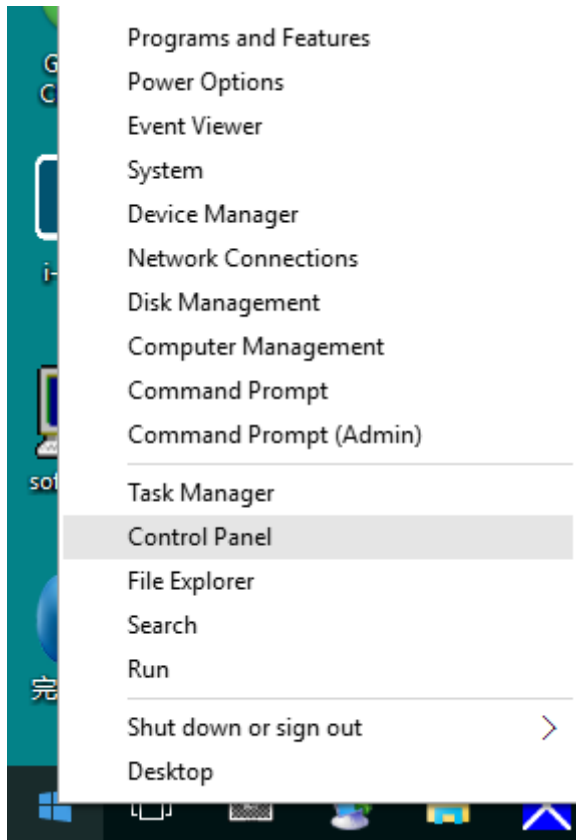 Programs and Features
Power Options
Event Viewer
System
Device Manager
Network Connections
Disk Management
Computer Management
Command Prompt
Command Prompt (Admin)
Task Manager
Control Panel
File Explorer
Search
Run
Shut down or sign out
Desktop
G
C
i-
完